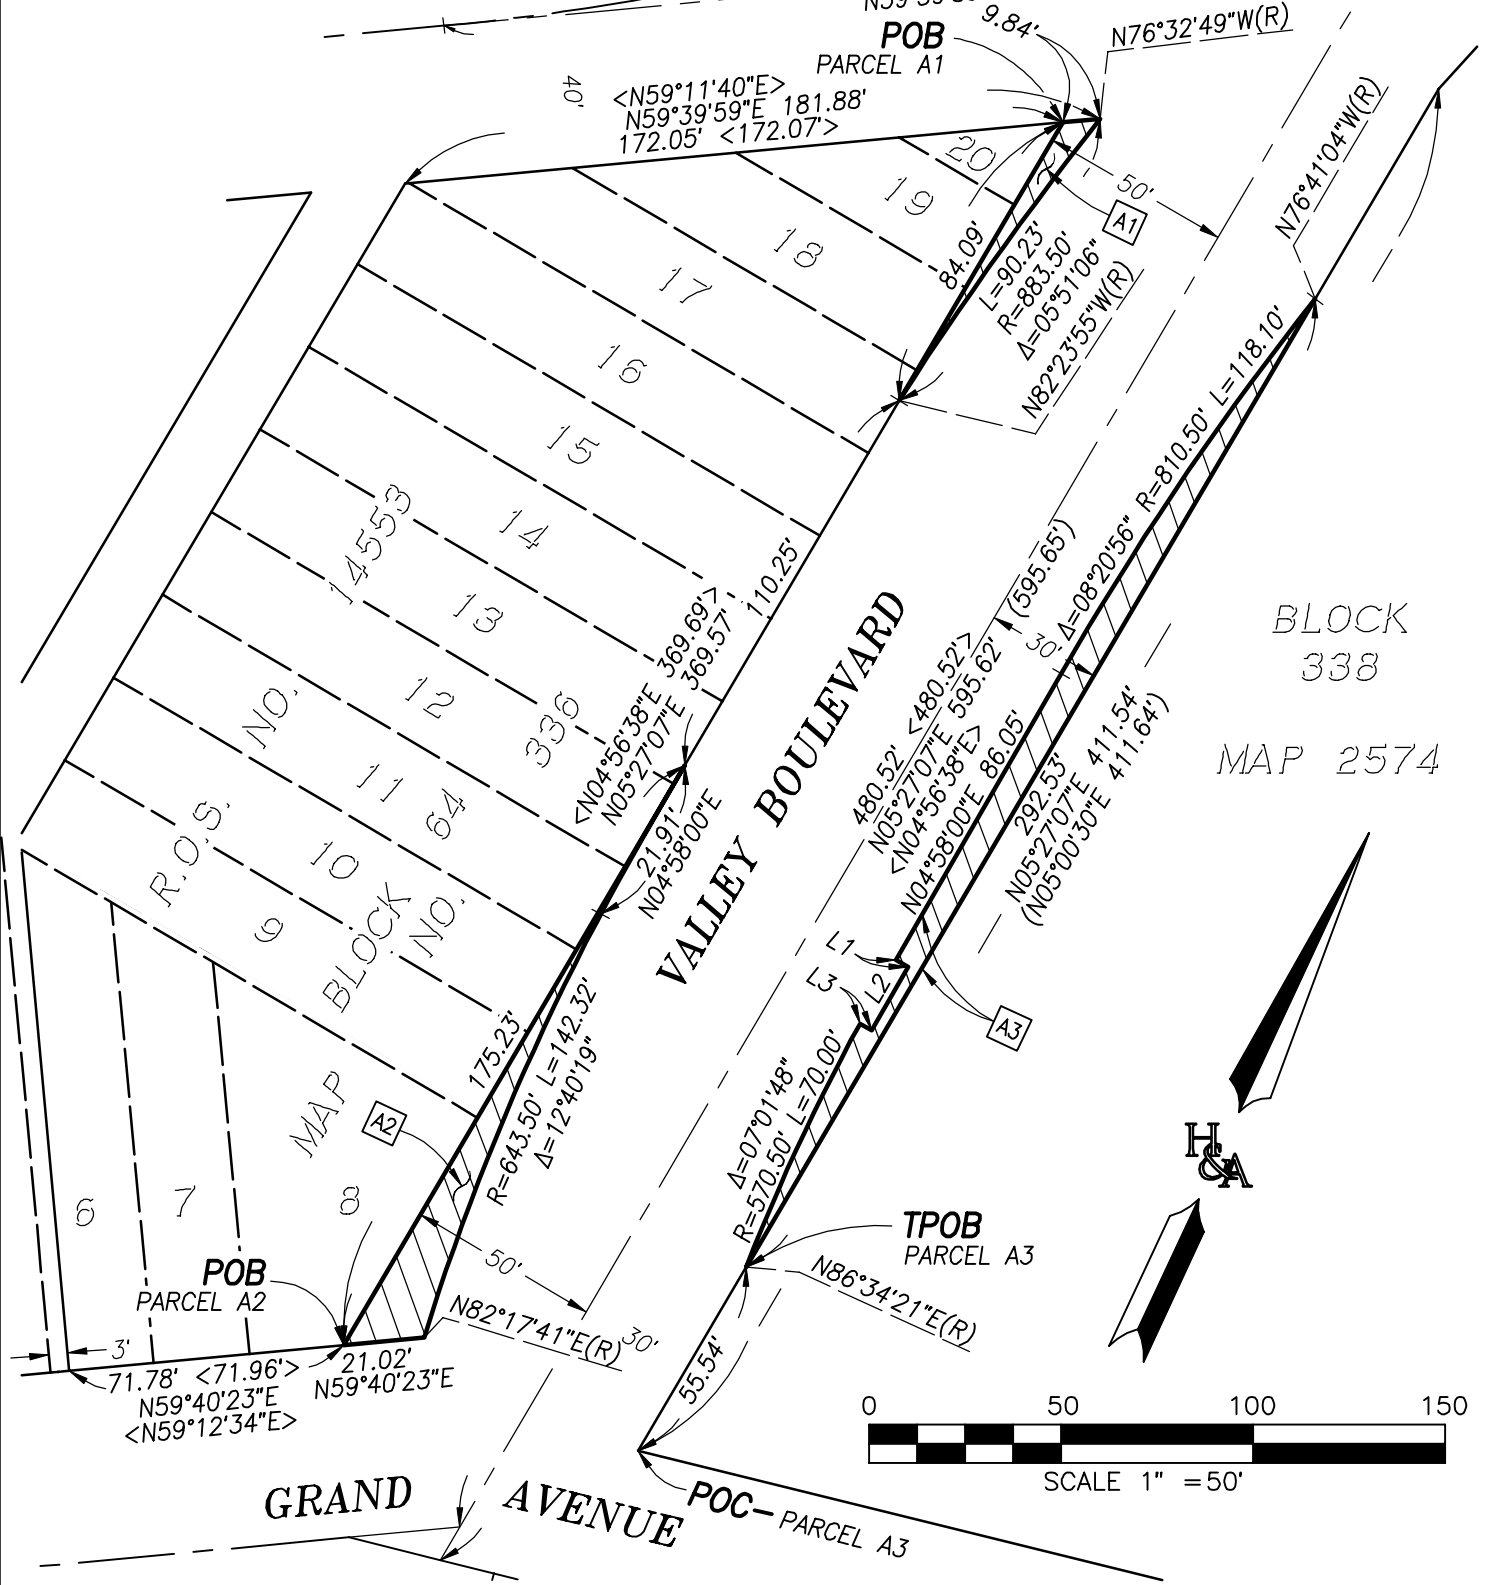 9.84'
N76°32'49"W(R)
POB
PARCEL A1
40'
<N59°11'40"E>
N59°39'59"E 181.88'
172.05' <172.07'>
20
19
18
17
16
15
14
13
12
11
10
9
8
7
6
50'
A1
N76°41'04"W(R)
84.09'
L=90.23'
R=883.50'
Δ=05°51'06"
N82°23'55"W(R)
R.O.S. NO. 14553
MAP BLOCK 64
NO. 336
110.25'
<N04°56'38"E 369.69'>
N05°27'07"E 369.57'
21.91'
N04°58'00"E
VALLEY BOULEVARD
480.52' <480.52'>
N05°27'07"E 595.62' (595.65')
<N04°56'38"E>
30'
Δ=08°20'56" R=810.50' L=118.10'
N04°58'00"E 86.05'
292.53'
N05°27'07"E 411.54'
(N05°00'30"E 411.64')
BLOCK
338
MAP 2574
L1
L3
L2
A3
175.23'
R=643.50' L=142.32'
Δ=12°40'19"
A2
Δ=07°01'48"
R=570.50' L=70.00'
H&A
TPOB
PARCEL A3
N86°34'21"E(R)
POB
PARCEL A2
50'
N82°17'41"E(R)
30'
3'
71.78' <71.96'>
N59°40'23"E
<N59°12'34"E>
21.02'
N59°40'23"E
55.54'
0 50 100 150
SCALE 1" =50'
GRAND AVENUE
POC- PARCEL A3